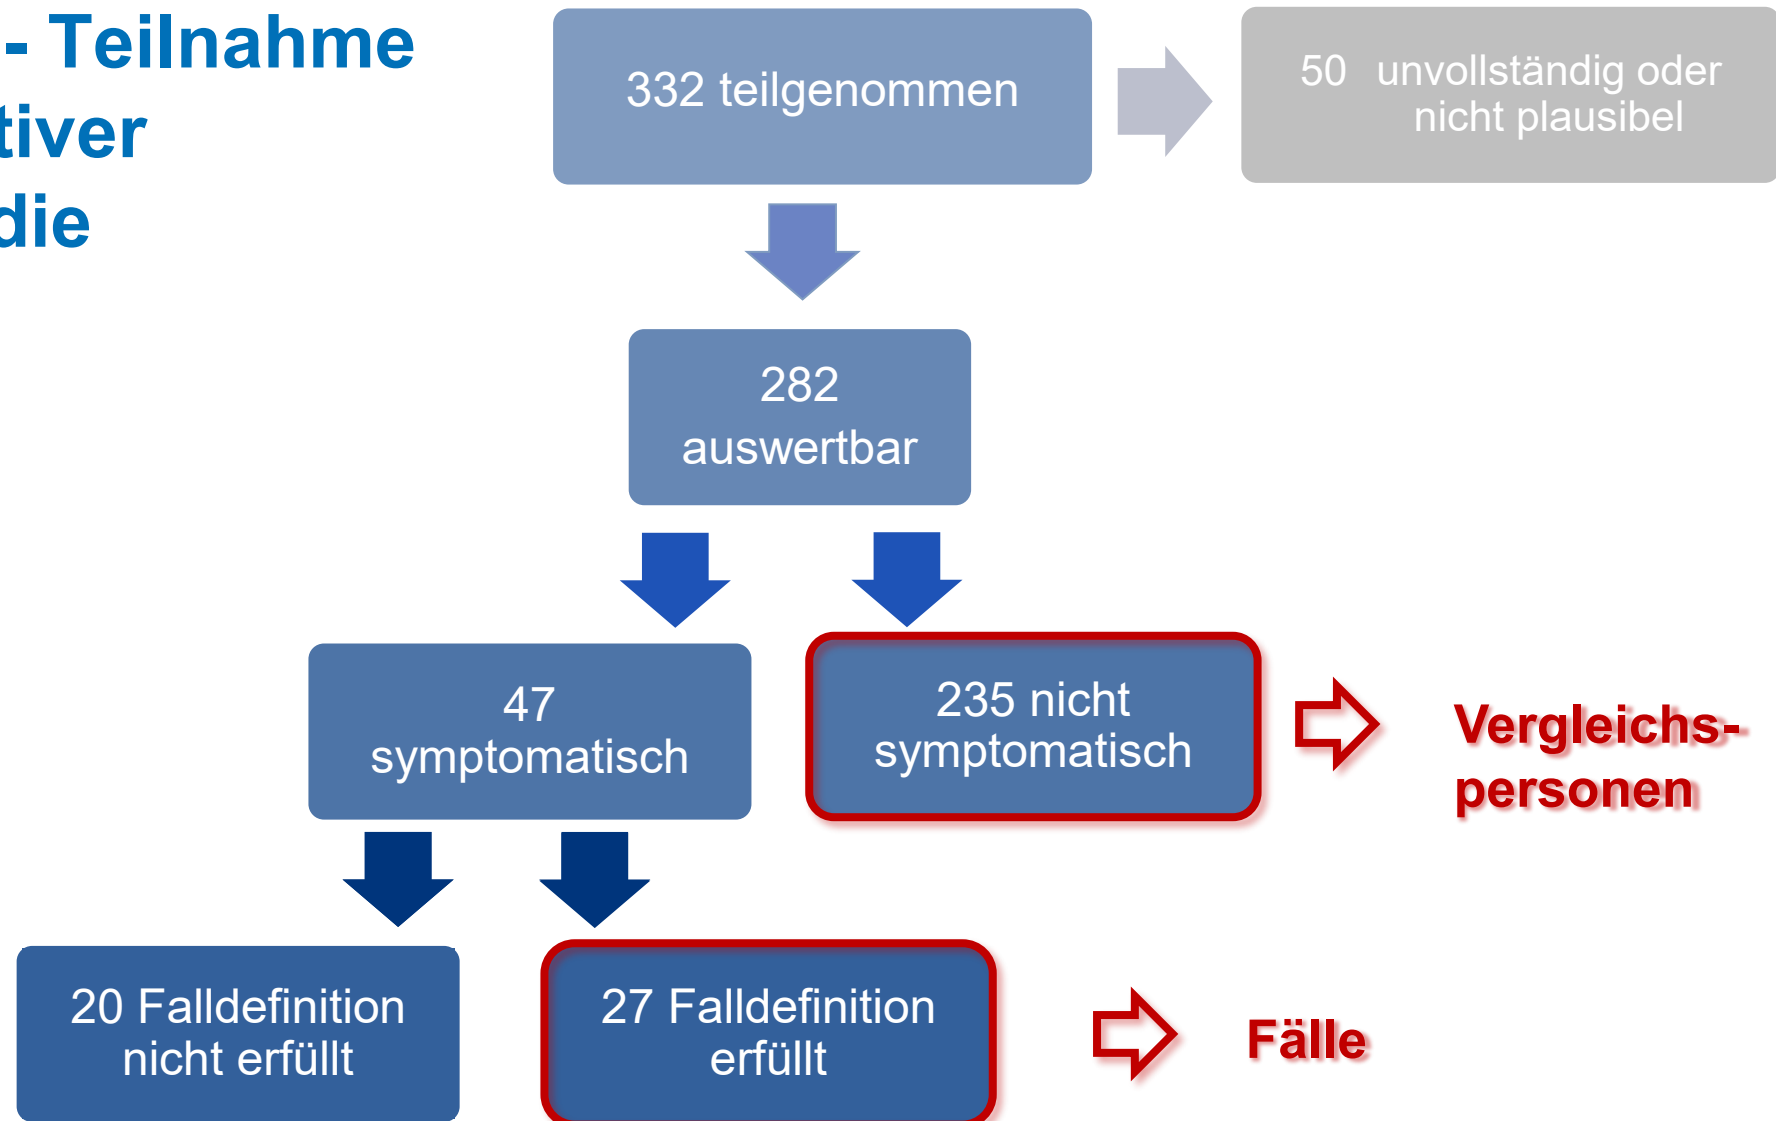 - Teilnahme
tiver
die
332 teilgenommen
50 unvollständig oder
nicht plausibel
282
auswertbar
47
symptomatisch
235 nicht
symptomatisch
Vergleichs-
personen
20 Falldefinition
nicht erfüllt
27 Falldefinition
erfüllt
Fälle